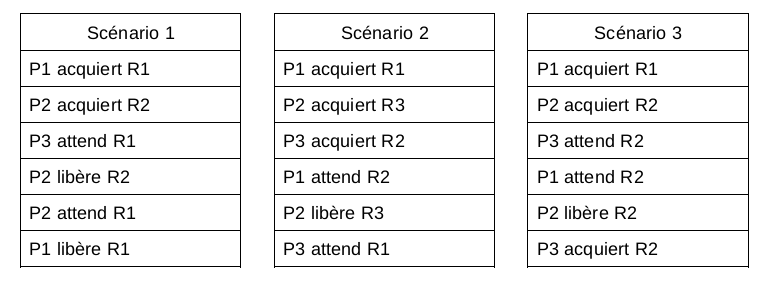 Scénario 1
P1 acquiert R1
P2 acquiert R2
P3 attend R1
P2 libère R2
P2 attend R1
P1 libère R1
Scénario 2
P1 acquiert R1
P2 acquiert R3
P3 acquiert R2
P1 attend R2
P2 libère R3
P3 attend R1
Scénario 3
P1 acquiert R1
P2 acquiert R2
P3 attend R2
P1 attend R2
P2 libère R2
P3 acquiert R2